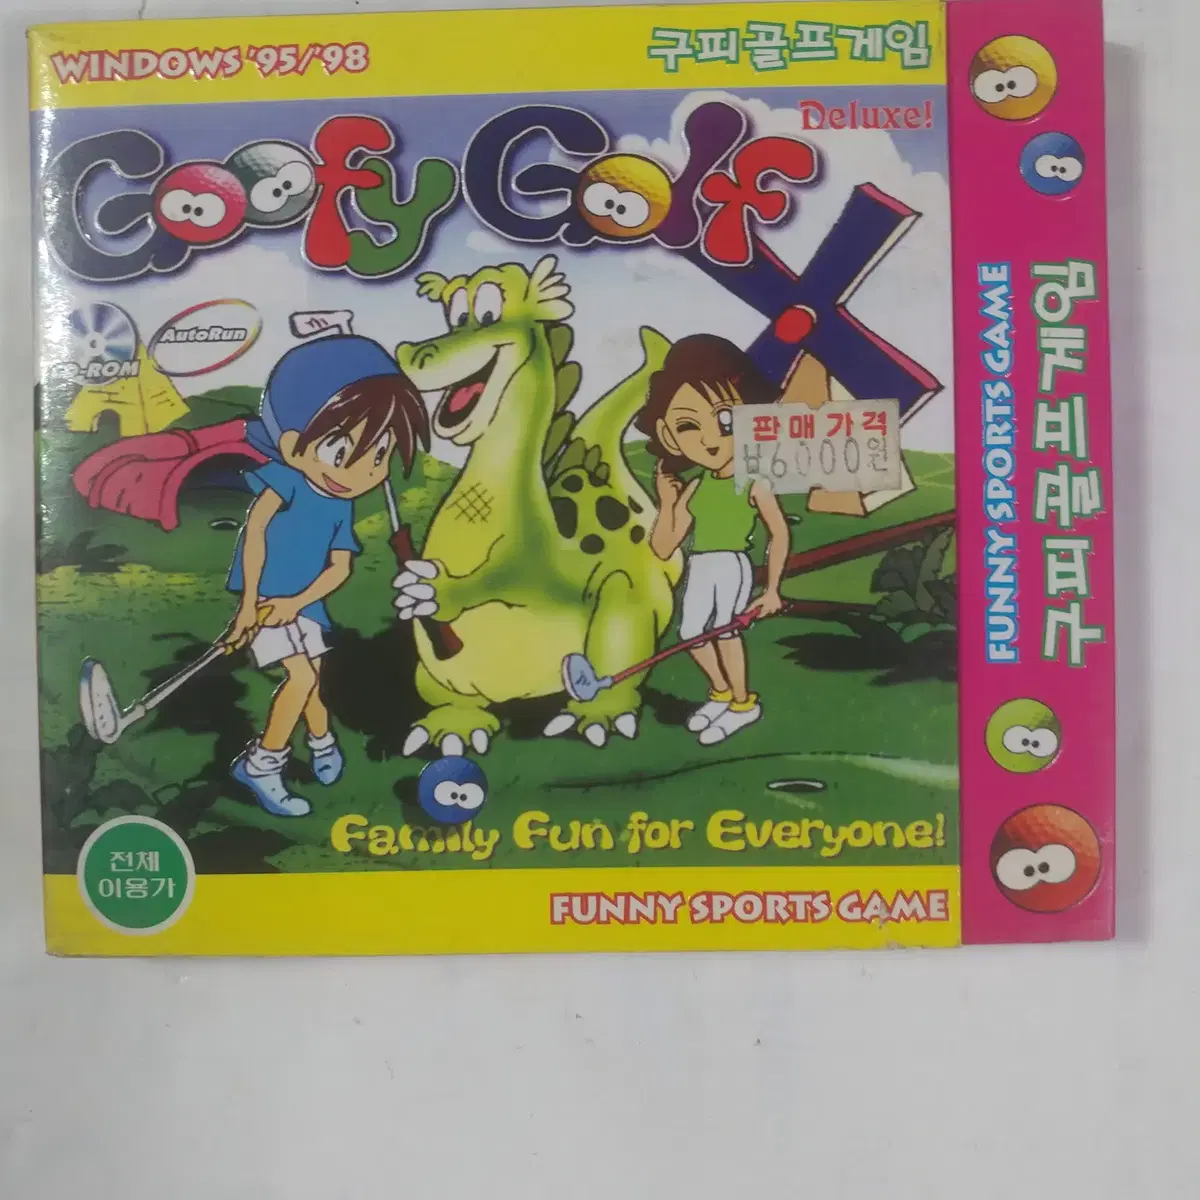 WINDOWS '95/'98
구피골프게임
Deluxe!
Goofy Golf
CD-ROM
AutoRun
판매가격
₩6000원
Family Fun for Everyone!
전체
이용가
FUNNY SPORTS GAME
FUNNY SPORTS GAME
구피골프게임